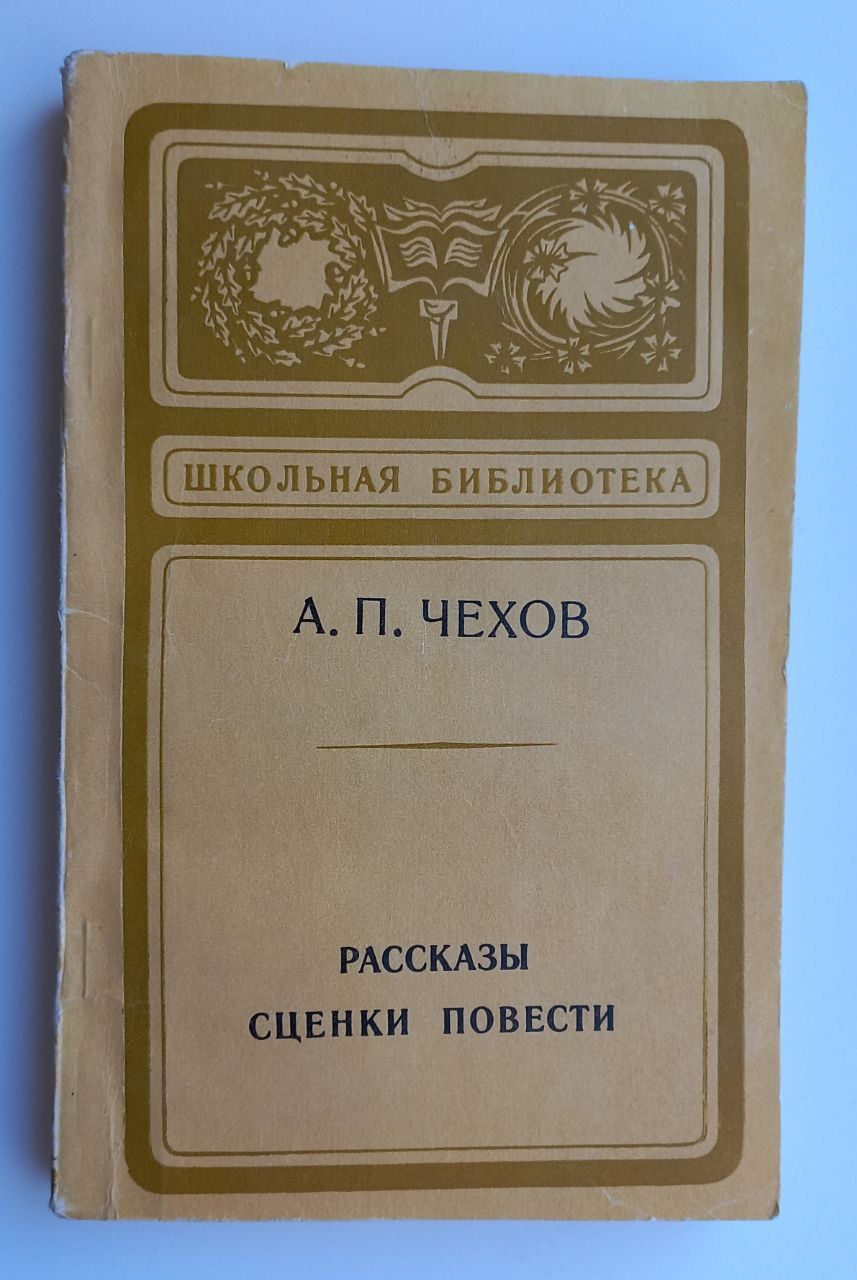 ШКОЛЬНАЯ БИБЛИОТЕКА
А. П. ЧЕХОВ
РАССКАЗЫ
СЦЕНКИ ПОВЕСТИ